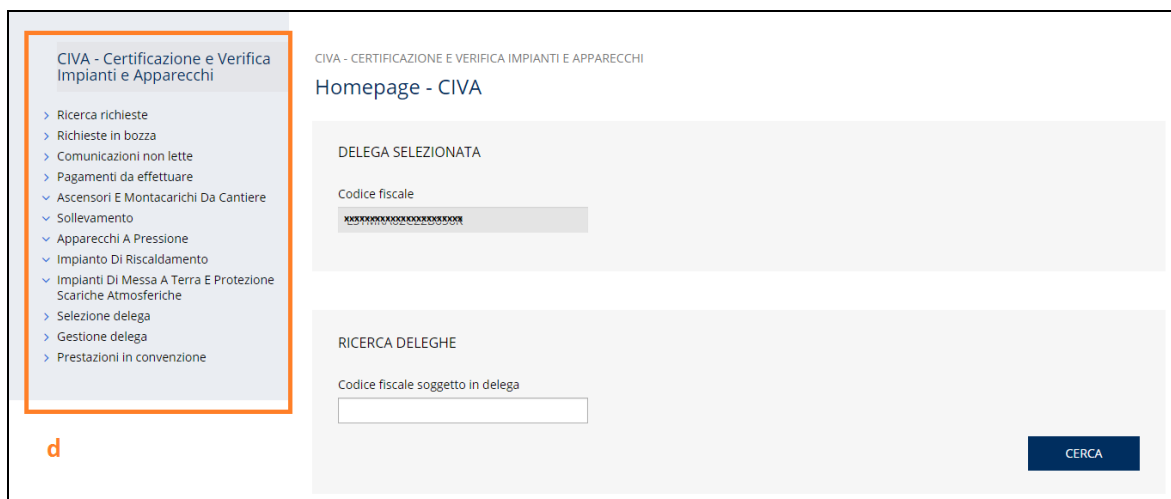 CIVA - Certificazione e Verifica
Impianti e Apparecchi
Ricerca richieste
Richieste in bozza
Comunicazioni non lette
Pagamenti da effettuare
Ascensori E Montacarichi Da Cantiere
Sollevamento
Apparecchi A Pressione
Impianto Di Riscaldamento
Impianti Di Messa A Terra E Protezione
Scariche Atmosferiche
Selezione delega
Gestione delega
Prestazioni in convenzione
d
CIVA - CERTIFICAZIONE E VERIFICA IMPIANTI E APPARECCHI
Homepage - CIVA
DELEGA SELEZIONATA
Codice fiscale
RICERCA DELEGHE
Codice fiscale soggetto in delega
CERCA